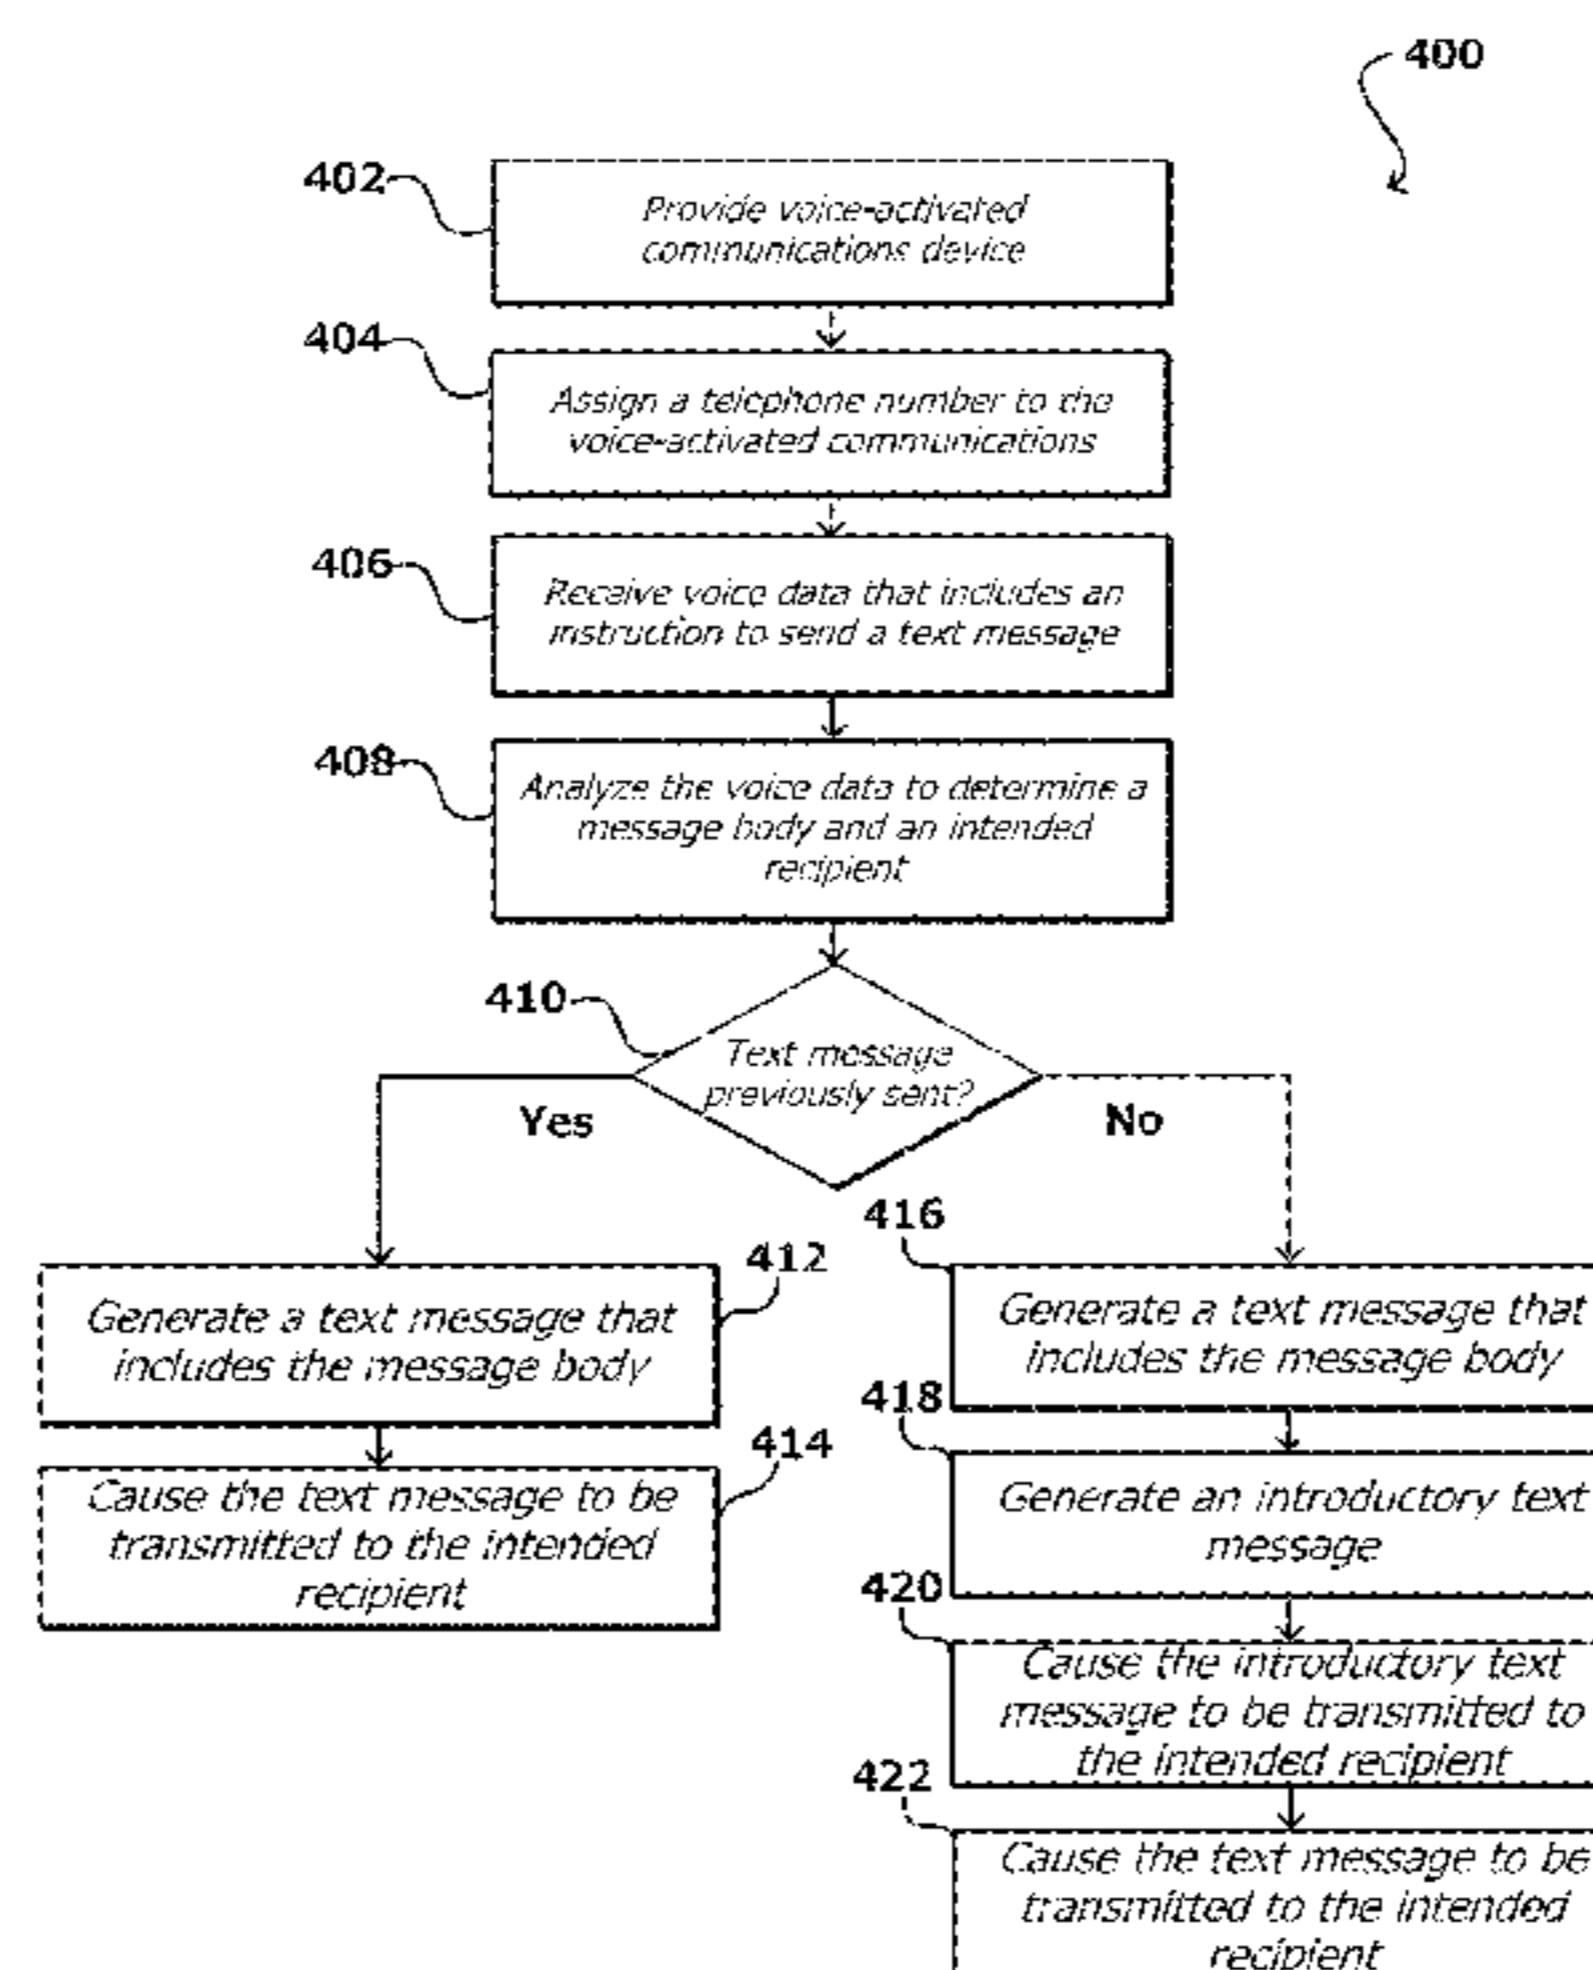 400
402
Provide voice-activated
communications device
404
Assign a telephone number to the
voice-activated communications
406
Receive voice data that includes an
instruction to send a text message
408
Analyze the voice data to determine a
message body and an intended
recipient
410
Text message
previously sent?
Yes
No
412
Generate a text message that
includes the message body
414
Cause the text message to be
transmitted to the intended
recipient
416
Generate a text message that
includes the message body
418
Generate an introductory text
message
420
Cause the introductory text
message to be transmitted to
the intended recipient
422
Cause the text message to be
transmitted to the intended
recipient